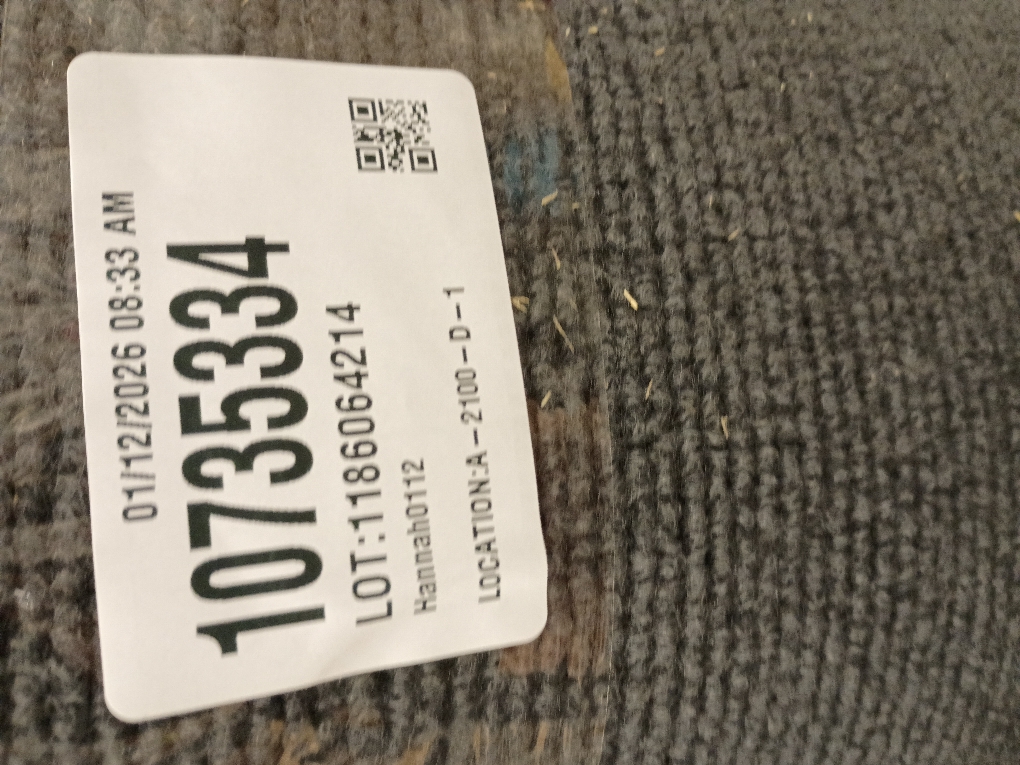 01/12/2026 08:33 AM
10735334
LOT:1186064214
Hannah0112
LOCATION:A-2100-D-1